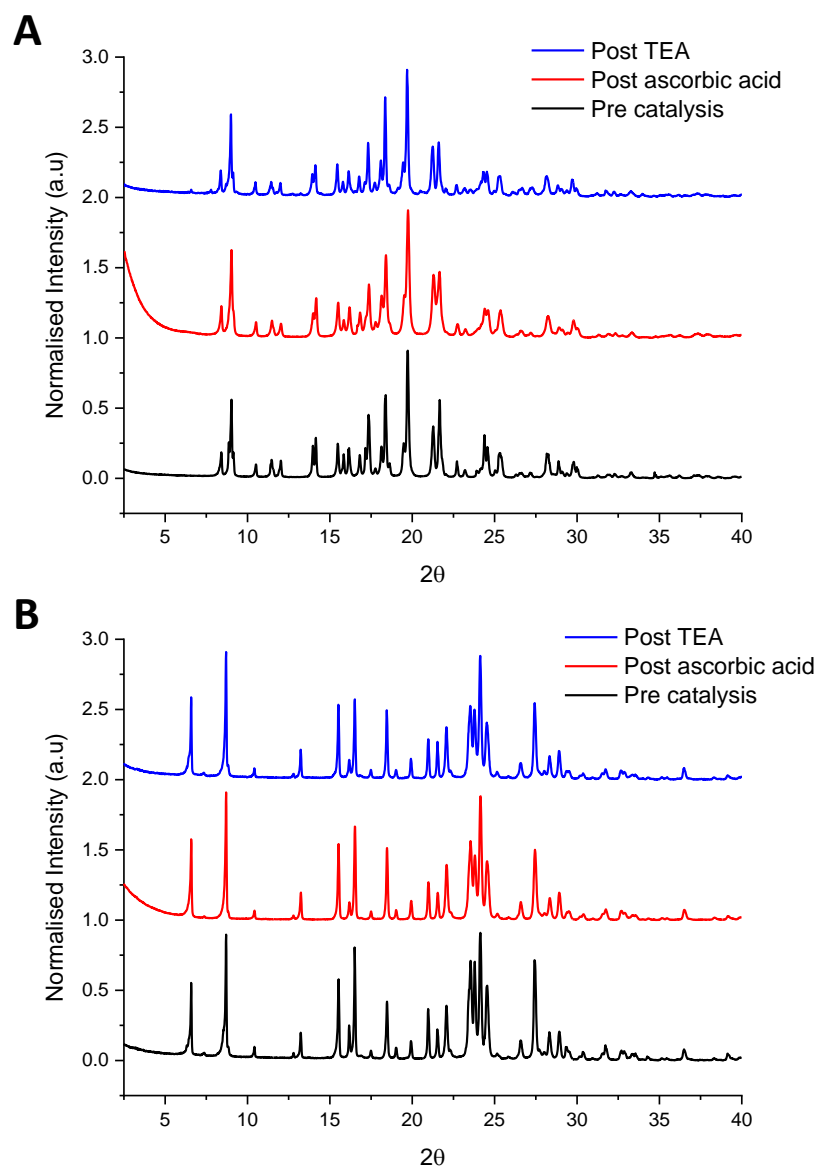 A
Post TEA
Post ascorbic acid
Pre catalysis
3.0
2.5
2.0
1.5
1.0
0.5
0.0
Normalised Intensity (a.u)
5 10 15 20 25 30 35 40
2θ
B
Post TEA
Post ascorbic acid
Pre catalysis
3.0
2.5
2.0
1.5
1.0
0.5
0.0
Normalised Intensity (a.u)
5 10 15 20 25 30 35 40
2θ